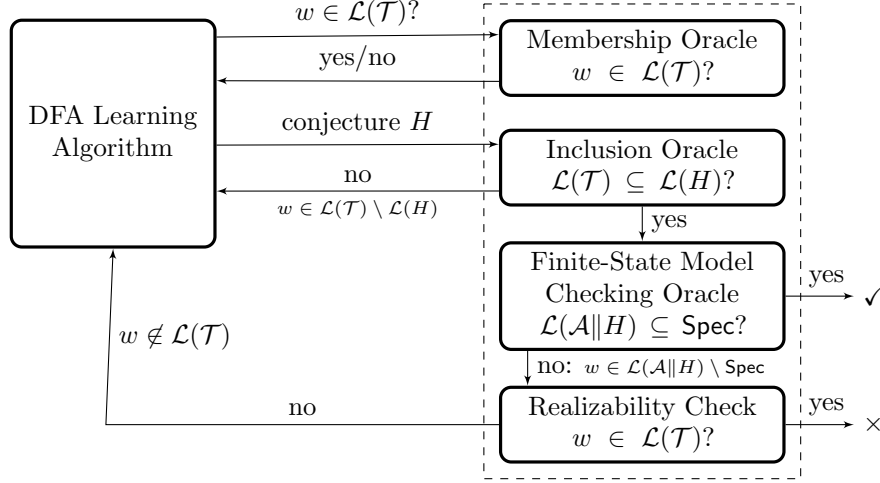 DFA Learning
Algorithm
w ∈ 𝓛(𝒯)?
yes/no
Membership Oracle
w ∈ 𝓛(𝒯)?
conjecture H
no
w ∈ 𝓛(𝒯) \ 𝓛(H)
Inclusion Oracle
𝓛(𝒯) ⊆ 𝓛(H)?
yes
Finite-State Model
Checking Oracle
𝓛(𝒜∥H) ⊆ Spec?
yes
✓
w ∉ 𝓛(𝒯)
no: w ∈ 𝓛(𝒜∥H) \ Spec
no
Realizability Check
w ∈ 𝓛(𝒯)?
yes
×